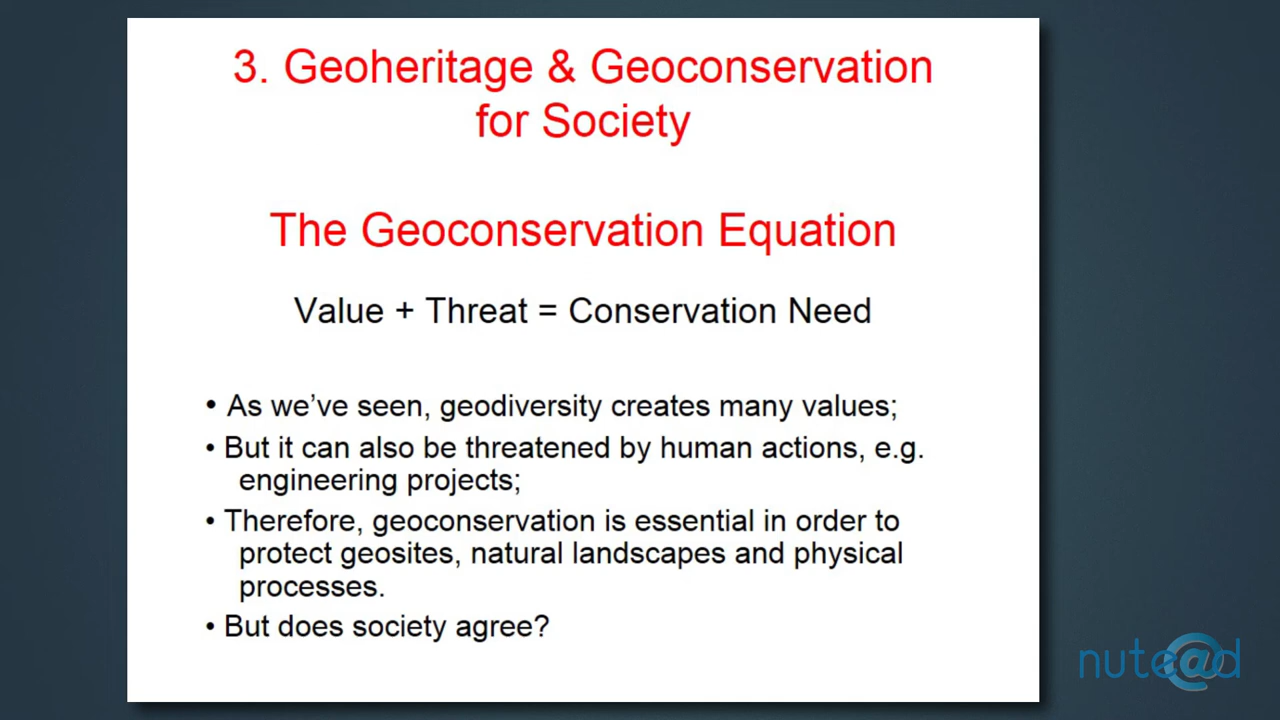 3. Geoheritage & Geoconservation
for Society
The Geoconservation Equation
Value + Threat = Conservation Need
• As we've seen, geodiversity creates many values;
• But it can also be threatened by human actions, e.g.
engineering projects;
• Therefore, geoconservation is essential in order to
protect geosites, natural landscapes and physical
processes.
• But does society agree?
nute@d